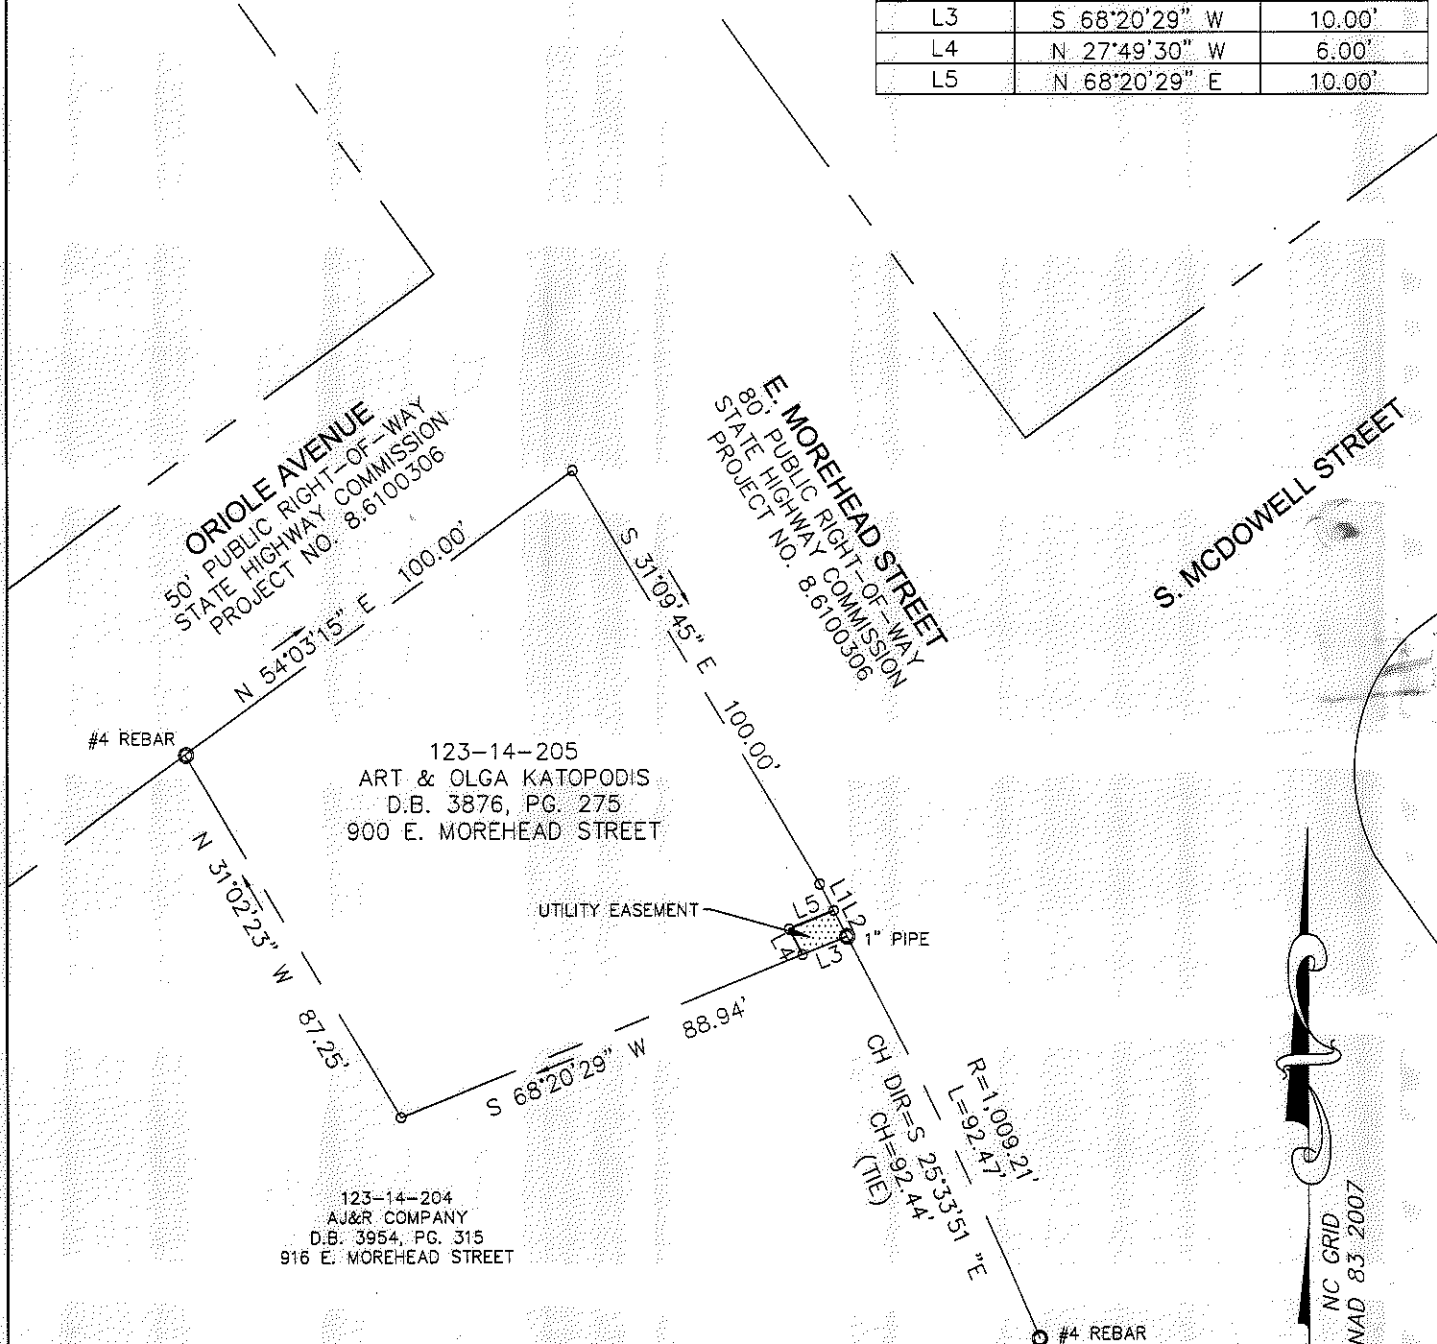 L3 S 68°20'29" W 10.00'
L4 N 27°49'30" W 6.00'
L5 N 68°20'29" E 10.00'
ORIOLE AVENUE
50' PUBLIC RIGHT-OF-WAY
STATE HIGHWAY COMMISSION
PROJECT NO. 8.6100306
E. MOREHEAD STREET
80' PUBLIC RIGHT-OF-WAY
STATE HIGHWAY COMMISSION
PROJECT NO. 8.6100306
S. MCDOWELL STREET
N 54°03'15" E 100.00'
S 31°09'45" E 100.00'
#4 REBAR
123-14-205
ART & OLGA KATOPODIS
D.B. 3876, PG. 275
900 E. MOREHEAD STREET
N 31°02'23" W 87.25'
UTILITY EASEMENT
L1
L2
L5
L4
L3
1" PIPE
S 68°20'29" W 88.94'
R=1,009.21'
L=92.47'
CH DIR=S 25°33'51 "E
CH=92.44'
(TIE)
123-14-204
AJ&R COMPANY
D.B. 3954, PG. 315
916 E. MOREHEAD STREET
NC GRID
NAD 83 2007
#4 REBAR